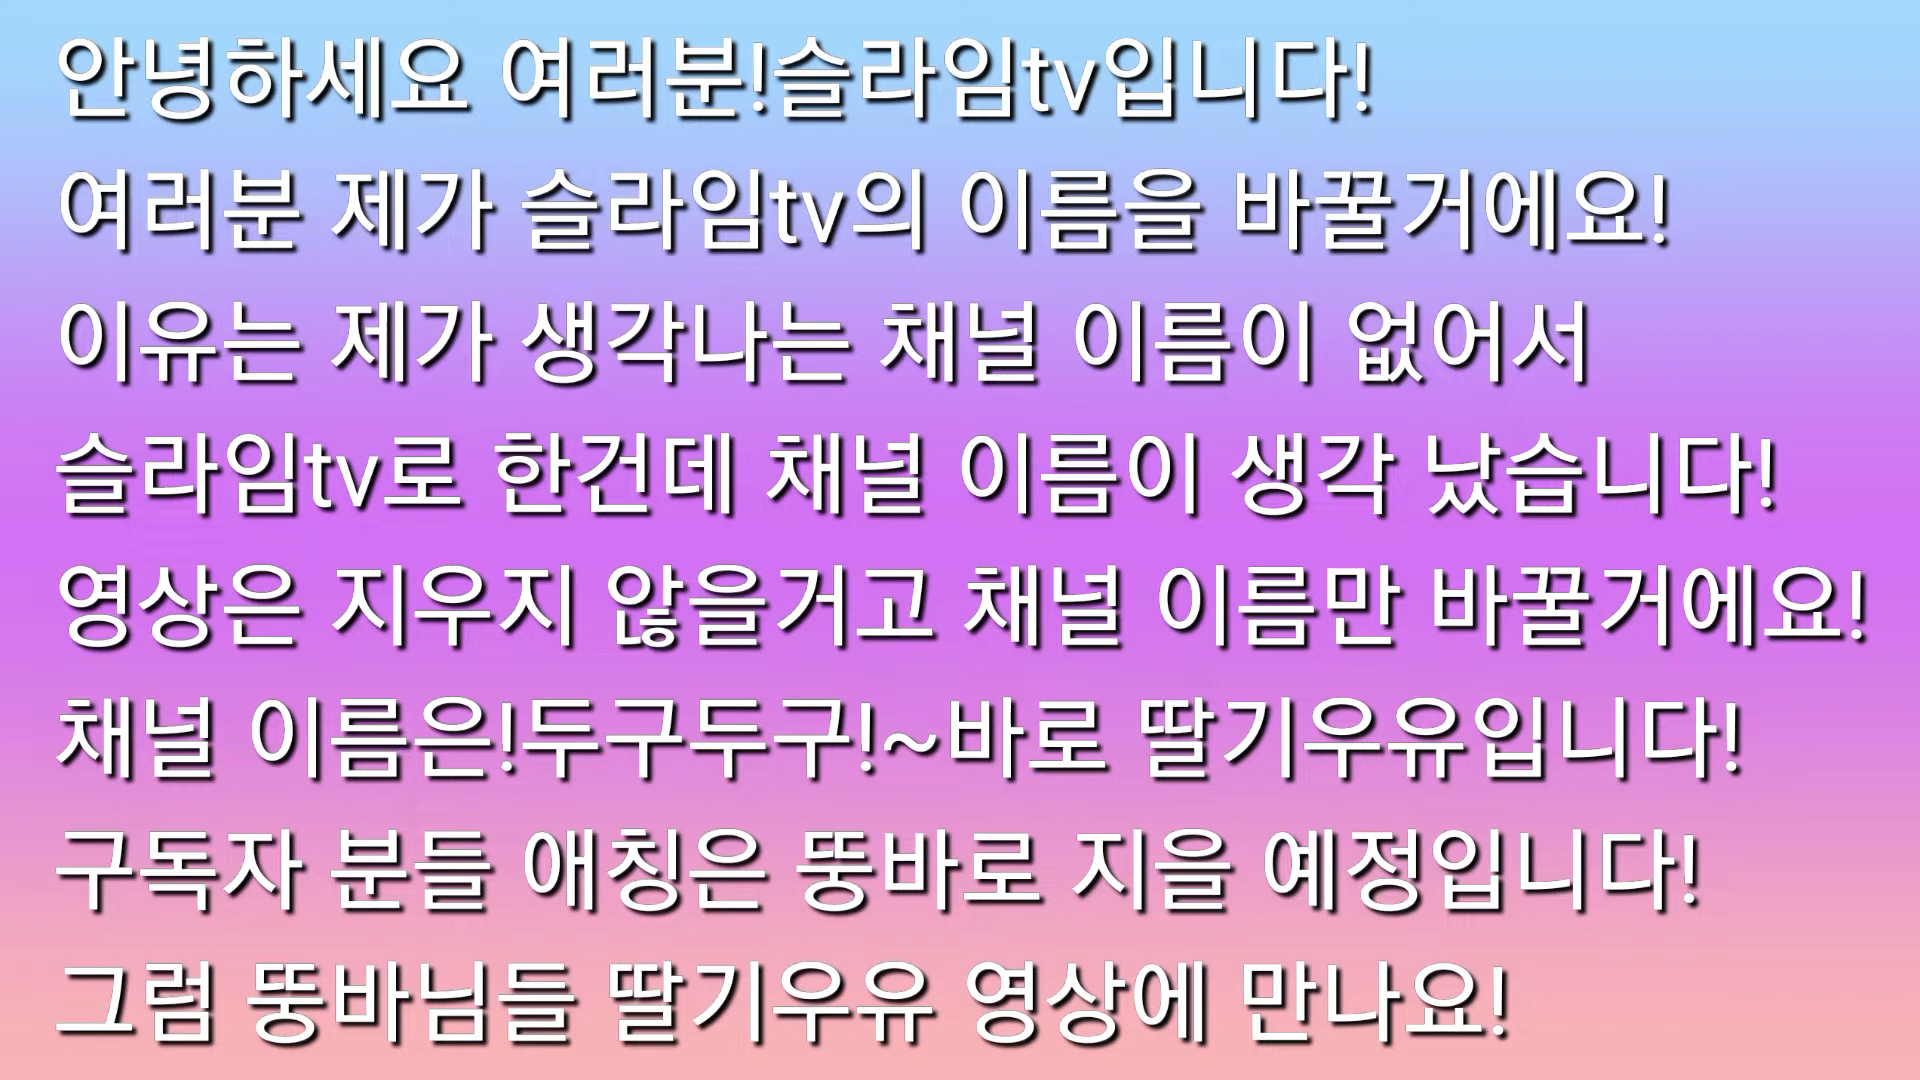 안녕하세요 여러분!슬라임tv입니다!
여러분 제가 슬라임tv의 이름을 바꿀거에요!
이유는 제가 생각나는 채널 이름이 없어서
슬라임tv로 한건데 채널 이름이 생각 났습니다!
영상은 지우지 않을거고 채널 이름만 바꿀거에요!
채널 이름은!두구두구!~바로 딸기우유입니다!
구독자 분들 애칭은 뚱바로 지을 예정입니다!
그럼 뚱바님들 딸기우유 영상에 만나요!